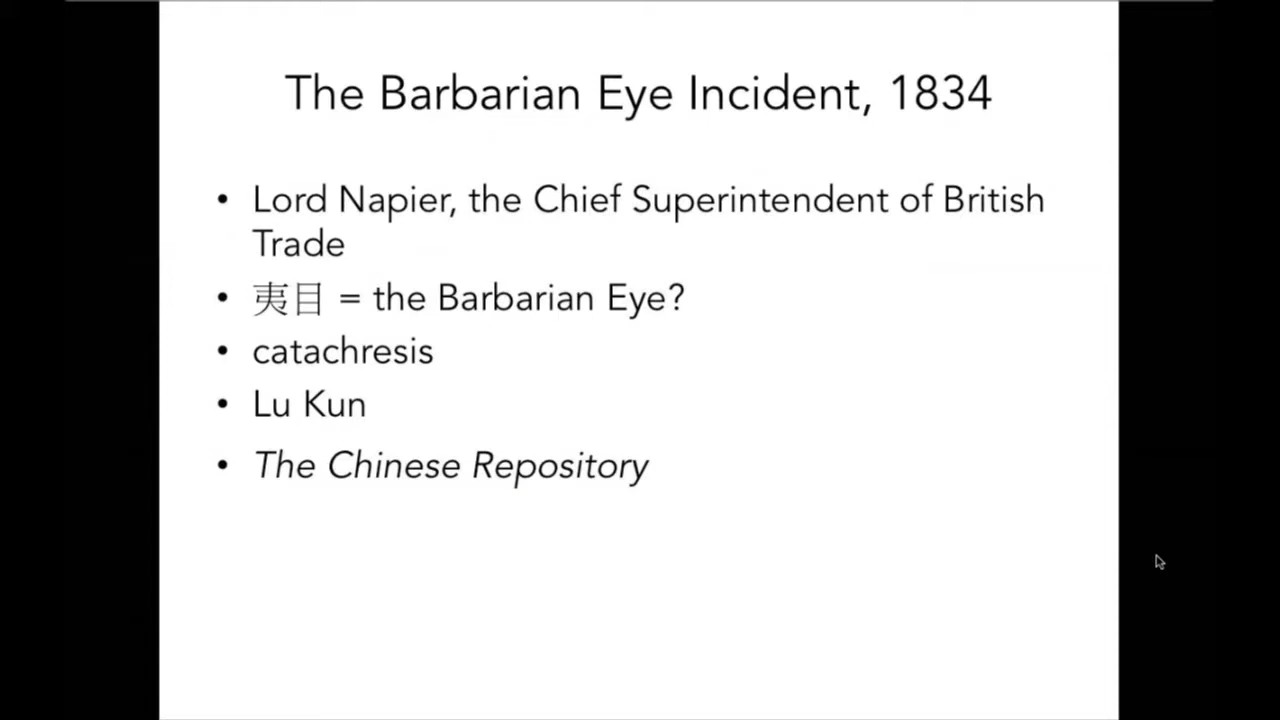 The Barbarian Eye Incident, 1834
• Lord Napier, the Chief Superintendent of British
Trade
• 夷目 = the Barbarian Eye?
• catachresis
• Lu Kun
• The Chinese Repository